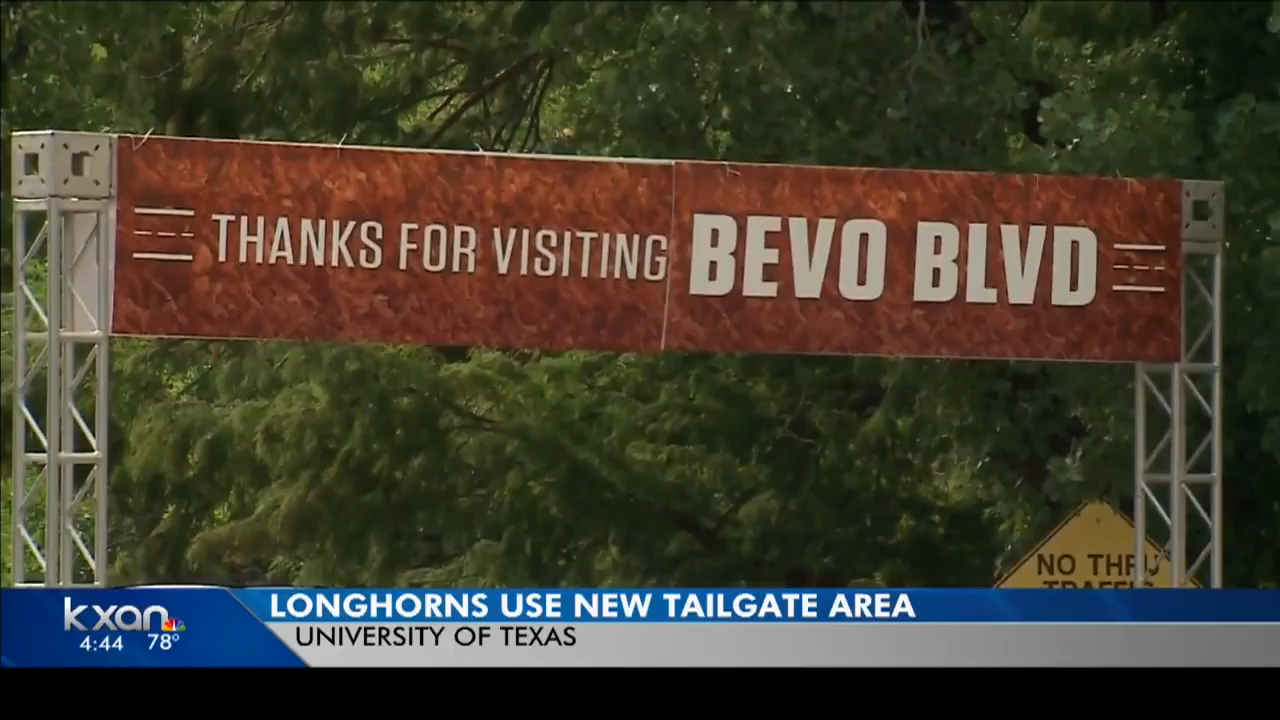 THANKS FOR VISITING BEVO BLVD
NO THRU
TRAFFIC
LONGHORNS USE NEW TAILGATE AREA
UNIVERSITY OF TEXAS
kxan
4:44 78°